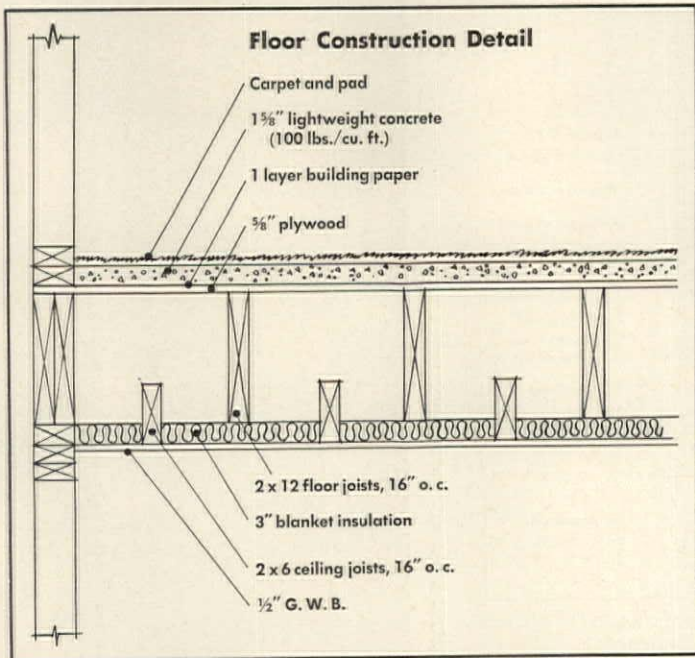 Floor Construction Detail
Carpet and pad
1⅝" lightweight concrete
(100 lbs./cu. ft.)
1 layer building paper
⅝" plywood
2 x 12 floor joists, 16" o. c.
3" blanket insulation
2 x 6 ceiling joists, 16" o. c.
½" G. W. B.